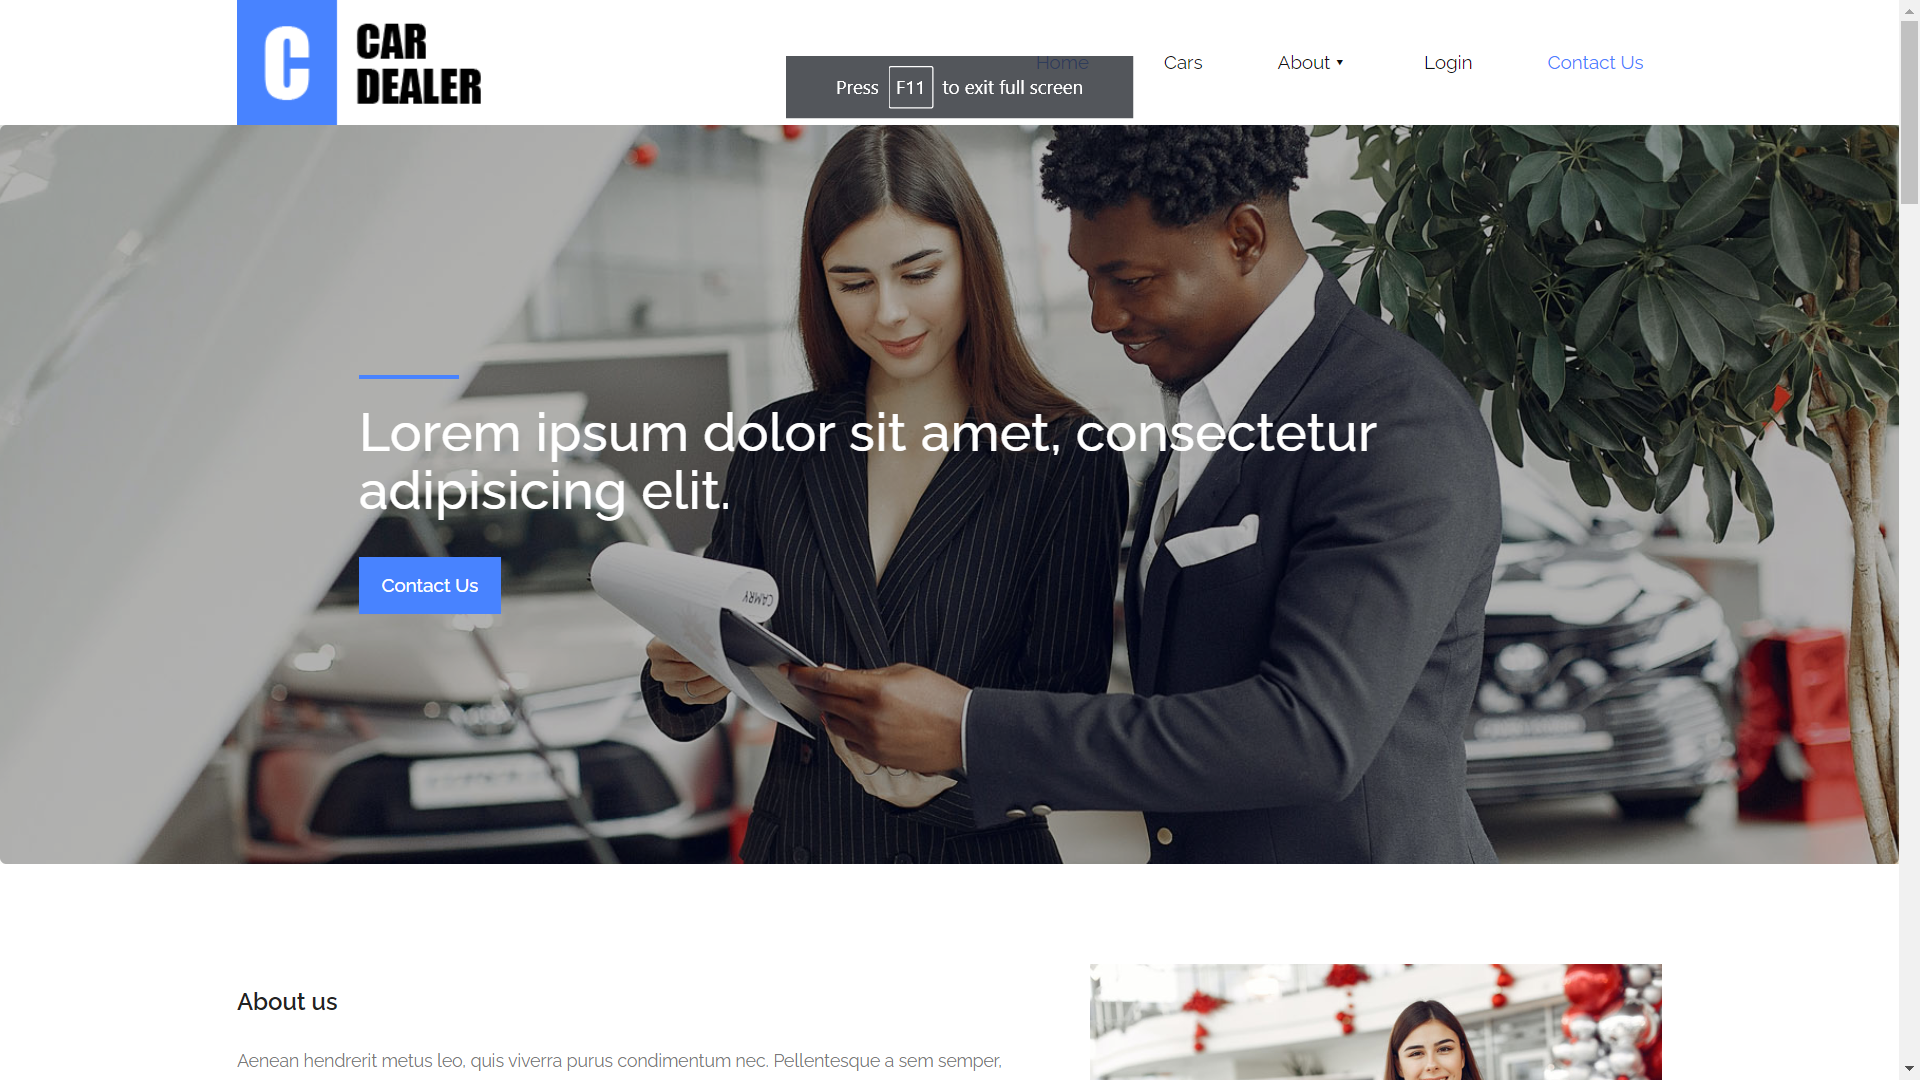 C
CAR
DEALER
Home
Cars
About ▾
Login
Contact Us
Press F11 to exit full screen
Lorem ipsum dolor sit amet, consectetur
adipisicing elit.
Contact Us
CAMRY
About us
Aenean hendrerit metus leo, quis viverra purus condimentum nec. Pellentesque a sem semper,